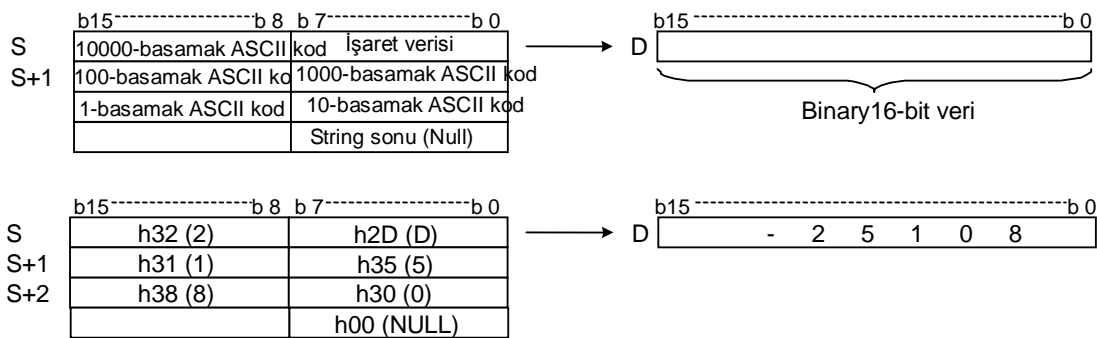 b15 b 8 b 7 b 0 b15 b 0
S 10000-basamak ASCII kod İşaret verisi D
S+1 100-basamak ASCII ko 1000-basamak ASCII kod
1-basamak ASCII kod 10-basamak ASCII kod Binary16-bit veri
String sonu (Null)
b15 b 8 b 7 b 0 b15 b 0
S h32 (2) h2D (D) D - 2 5 1 0 8
S+1 h31 (1) h35 (5)
S+2 h38 (8) h30 (0)
h00 (NULL)